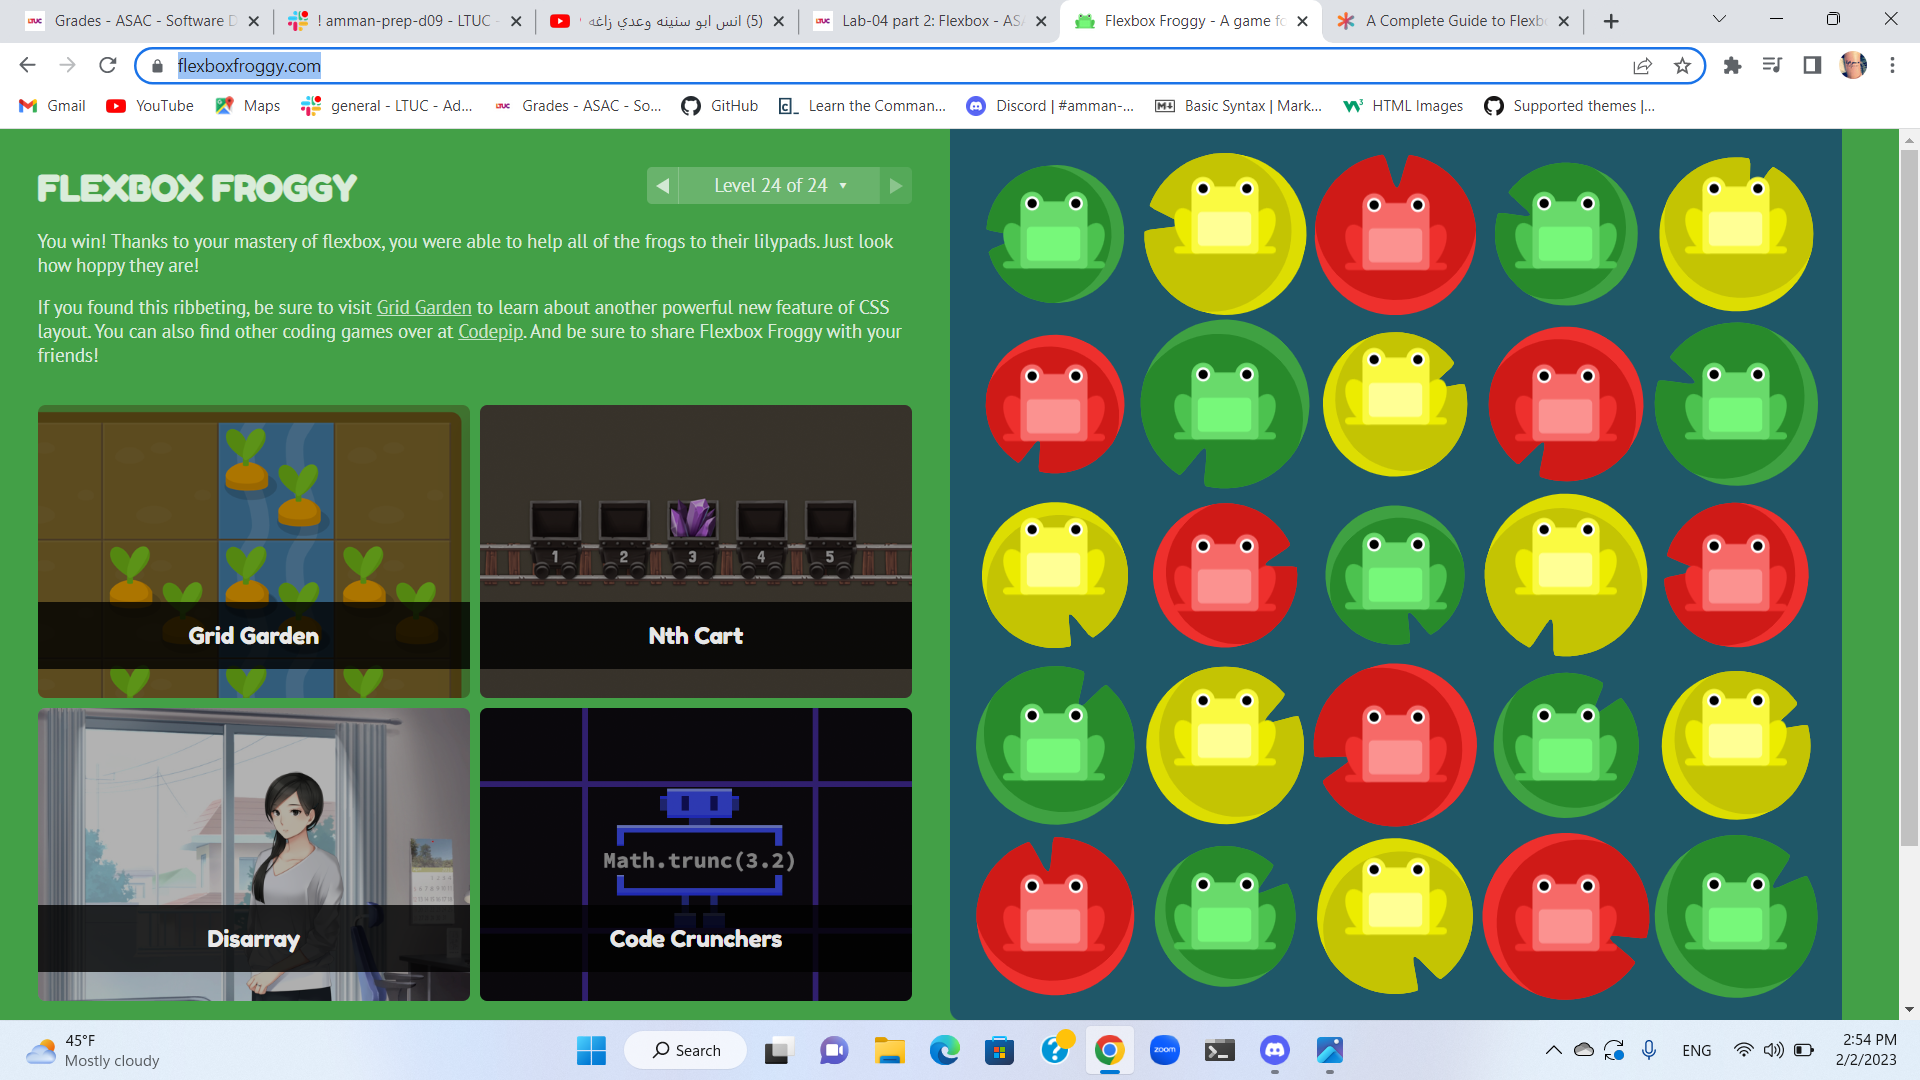 Grades - ASAC - Software D
! amman-prep-d09 - LTUC -
(5) انس ابو سنينه وعدي زاغه
Lab-04 part 2: Flexbox - ASA
Flexbox Froggy - A game fo
A Complete Guide to Flexbo
flexboxfroggy.com
Gmail
YouTube
Maps
general - LTUC - Ad...
Grades - ASAC - So...
GitHub
Learn the Comman...
Discord | #amman-...
Basic Syntax | Mark...
HTML Images
Supported themes |...
FLEXBOX FROGGY
Level 24 of 24
You win! Thanks to your mastery of flexbox, you were able to help all of the frogs to their lilypads. Just look
how hoppy they are!
If you found this ribbeting, be sure to visit Grid Garden to learn about another powerful new feature of CSS
layout. You can also find other coding games over at Codepip. And be sure to share Flexbox Froggy with your
friends!
1 2 3 4 5
Grid Garden
Nth Cart
Math.trunc(3.2)
Disarray
Code Crunchers
45°F
Mostly cloudy
Search
zoom
ENG
2:54 PM
2/2/2023